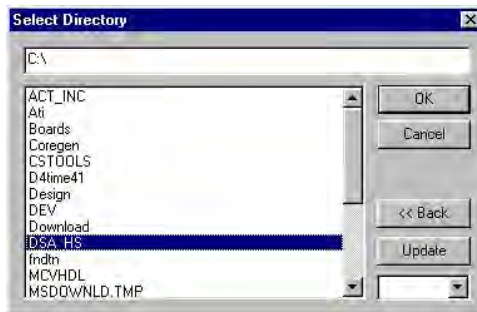 Select Directory
C:\
ACT_INC
Ati
Boards
Coregen
CSTOOLS
D4time41
Design
DEV
Download
DSA_HS
fndtn
MCVHDL
MSDOWNLD.TMP
OK
Cancel
<< Back
Update